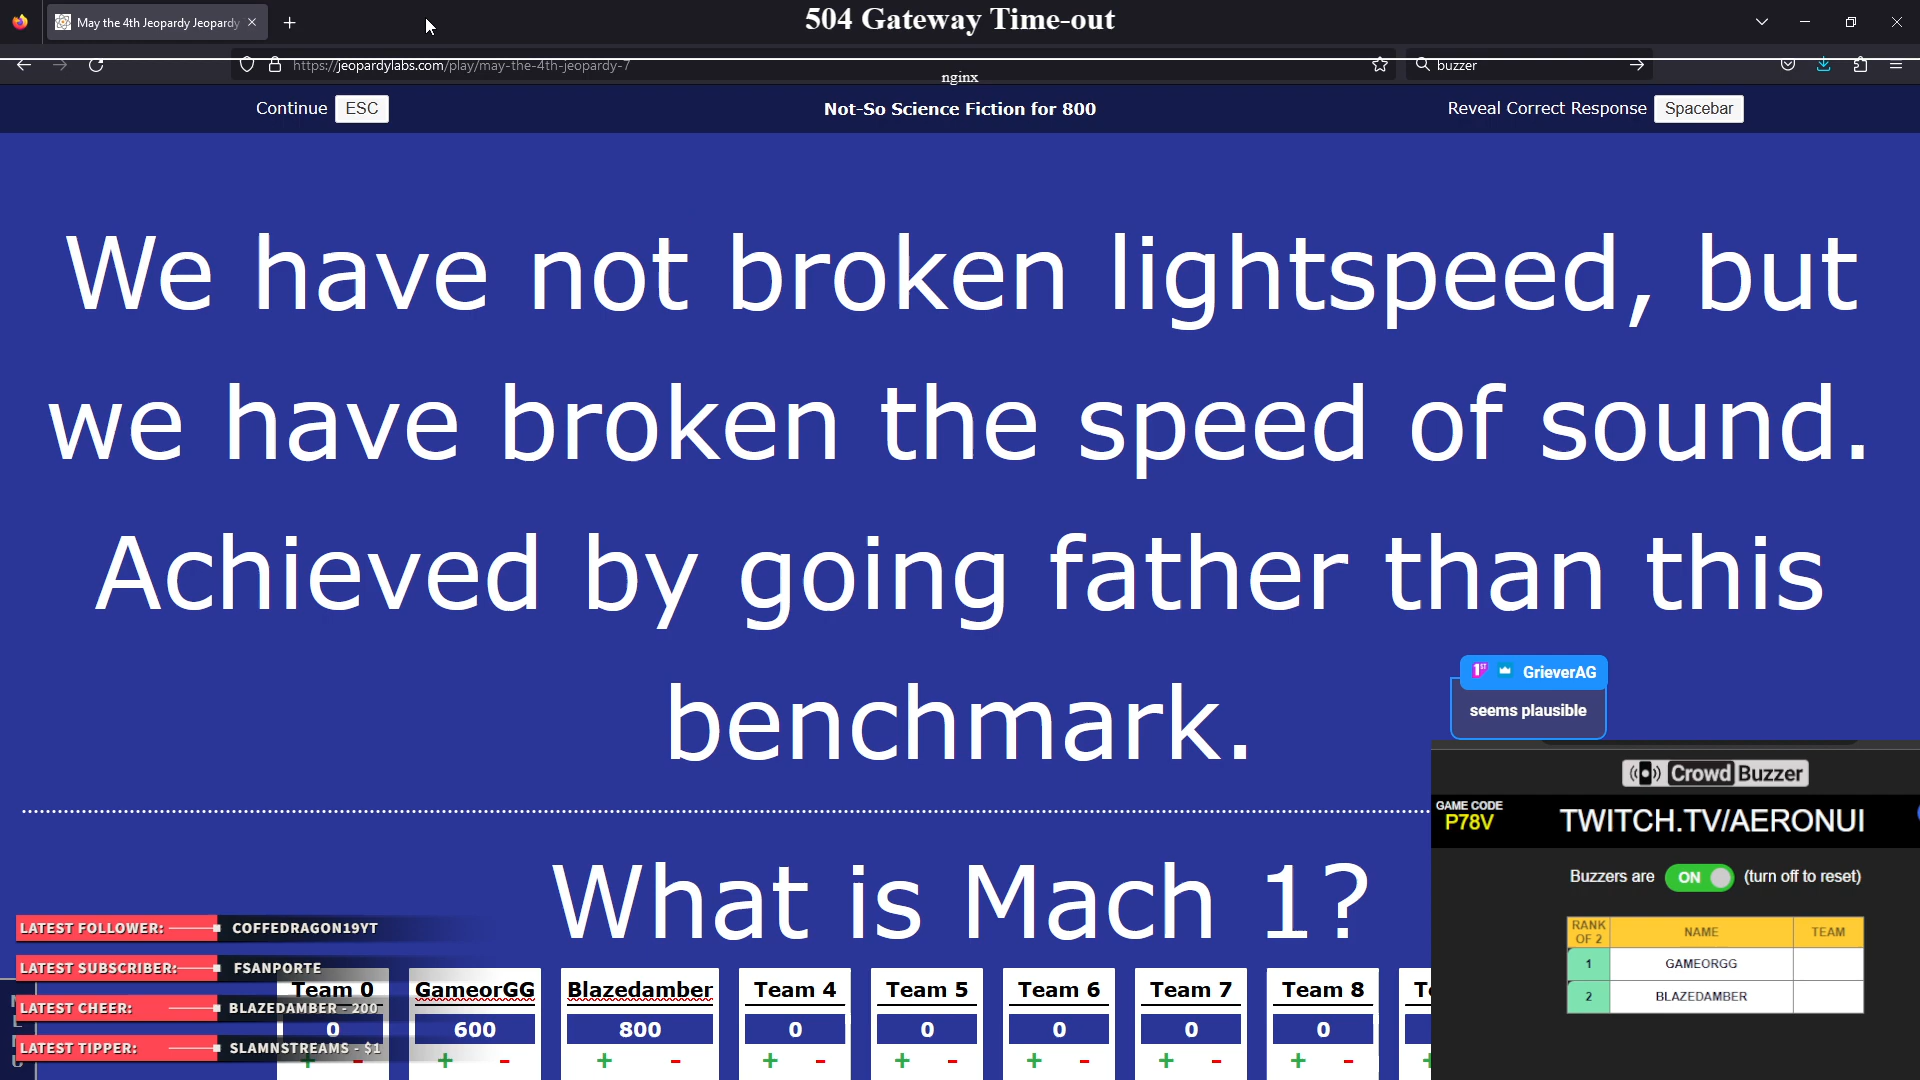 May the 4th Jeopardy Jeopardy
504 Gateway Time-out
https://jeopardylabs.com/play/may-the-4th-jeopardy-7
buzzer
nginx
Continue ESC
Not-So Science Fiction for 800
Reveal Correct Response Spacebar
We have not broken lightspeed, but
we have broken the speed of sound.
Achieved by going father than this
benchmark.
What is Mach 1?
GrieverAG
seems plausible
Crowd Buzzer
GAME CODE
P78V
TWITCH.TV/AERONUI
Buzzers are ON (turn off to reset)
RANK OF 2 NAME TEAM
1 GAMEORGG
2 BLAZEDAMBER
LATEST FOLLOWER: COFFEDRAGON19YT
LATEST SUBSCRIBER: FSANPORTE
LATEST CHEER: BLAZEDAMBER - 200
LATEST TIPPER: SLAMNSTREAMS - $1
Team 0 GameorGG Blazedamber Team 4 Team 5 Team 6 Team 7 Team 8
0 600 800 0 0 0 0 0
+ - + - + - + - + - + - + - + - +